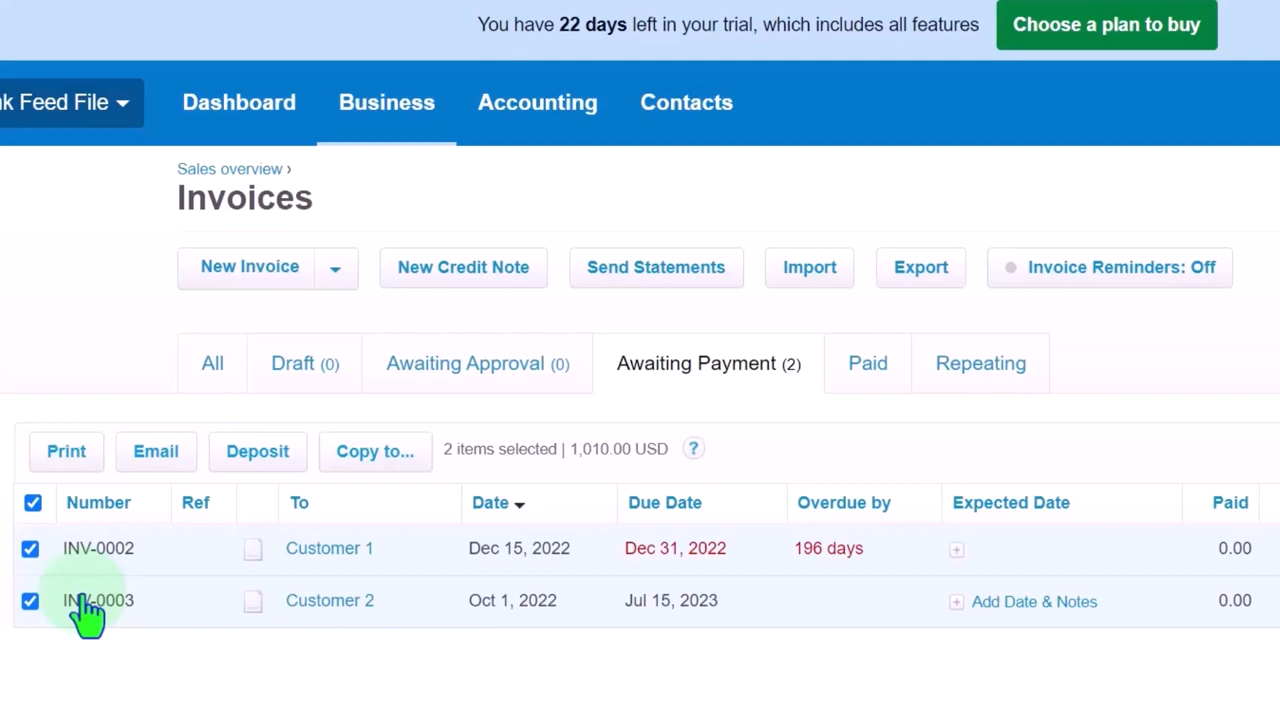 You have 22 days left in your trial, which includes all features
Choose a plan to buy
nk Feed File
Dashboard
Business
Accounting
Contacts
Sales overview ›
Invoices
New Invoice
New Credit Note
Send Statements
Import
Export
Invoice Reminders: Off
All
Draft (0)
Awaiting Approval (0)
Awaiting Payment (2)
Paid
Repeating
Print
Email
Deposit
Copy to...
2 items selected | 1,010.00 USD
?
Number Ref To Date Due Date Overdue by Expected Date Paid
INV-0002 Customer 1 Dec 15, 2022 Dec 31, 2022 196 days 0.00
INV-0003 Customer 2 Oct 1, 2022 Jul 15, 2023 Add Date & Notes 0.00